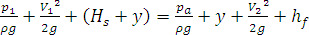 p₁/ρg + V₁²/2g + (Hₛ + y) = pₐ/ρg + y + V₂²/2g + h_f